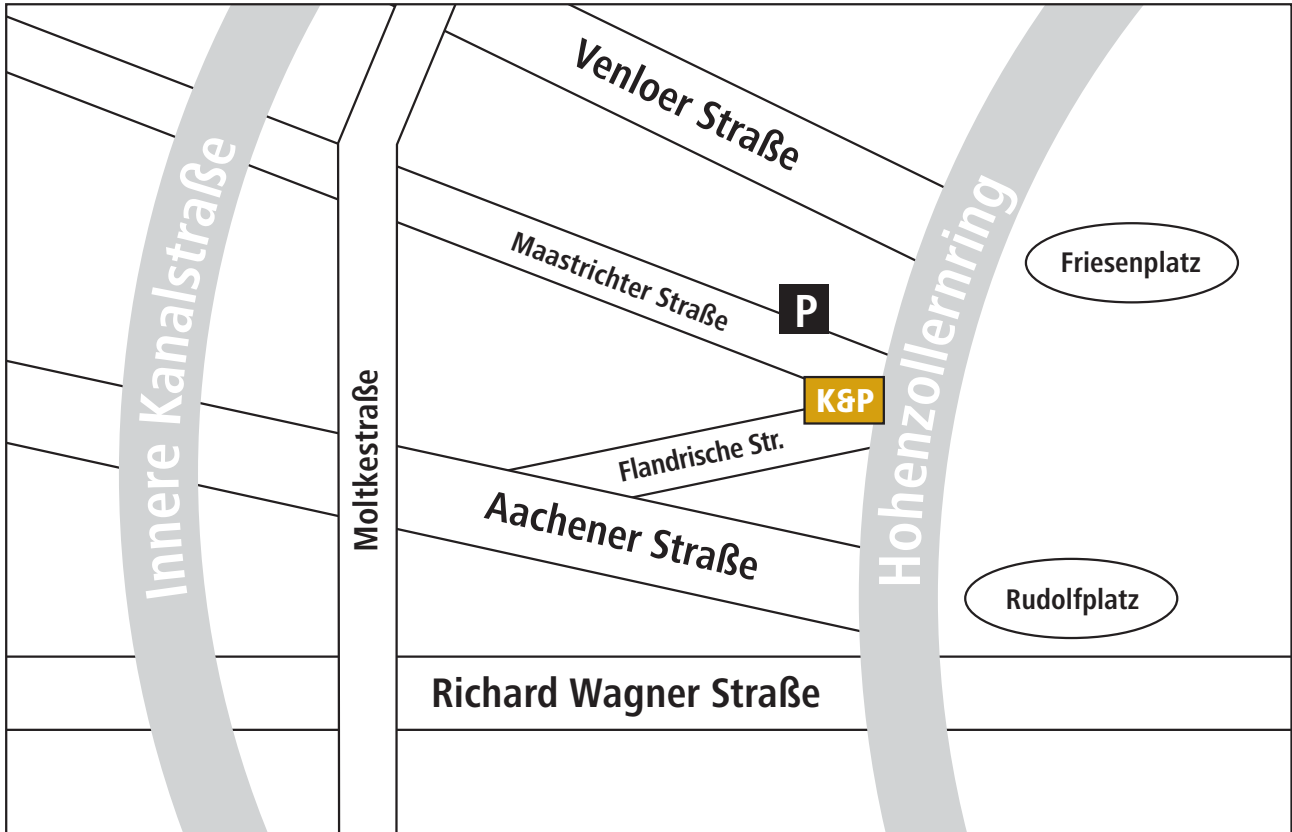 Venloer Straße
Innere Kanalstraße
Hohenzollernring
Friesenplatz
Maastrichter Straße
P
K&P
Moltkestraße
Flandrische Str.
Aachener Straße
Rudolfplatz
Richard Wagner Straße